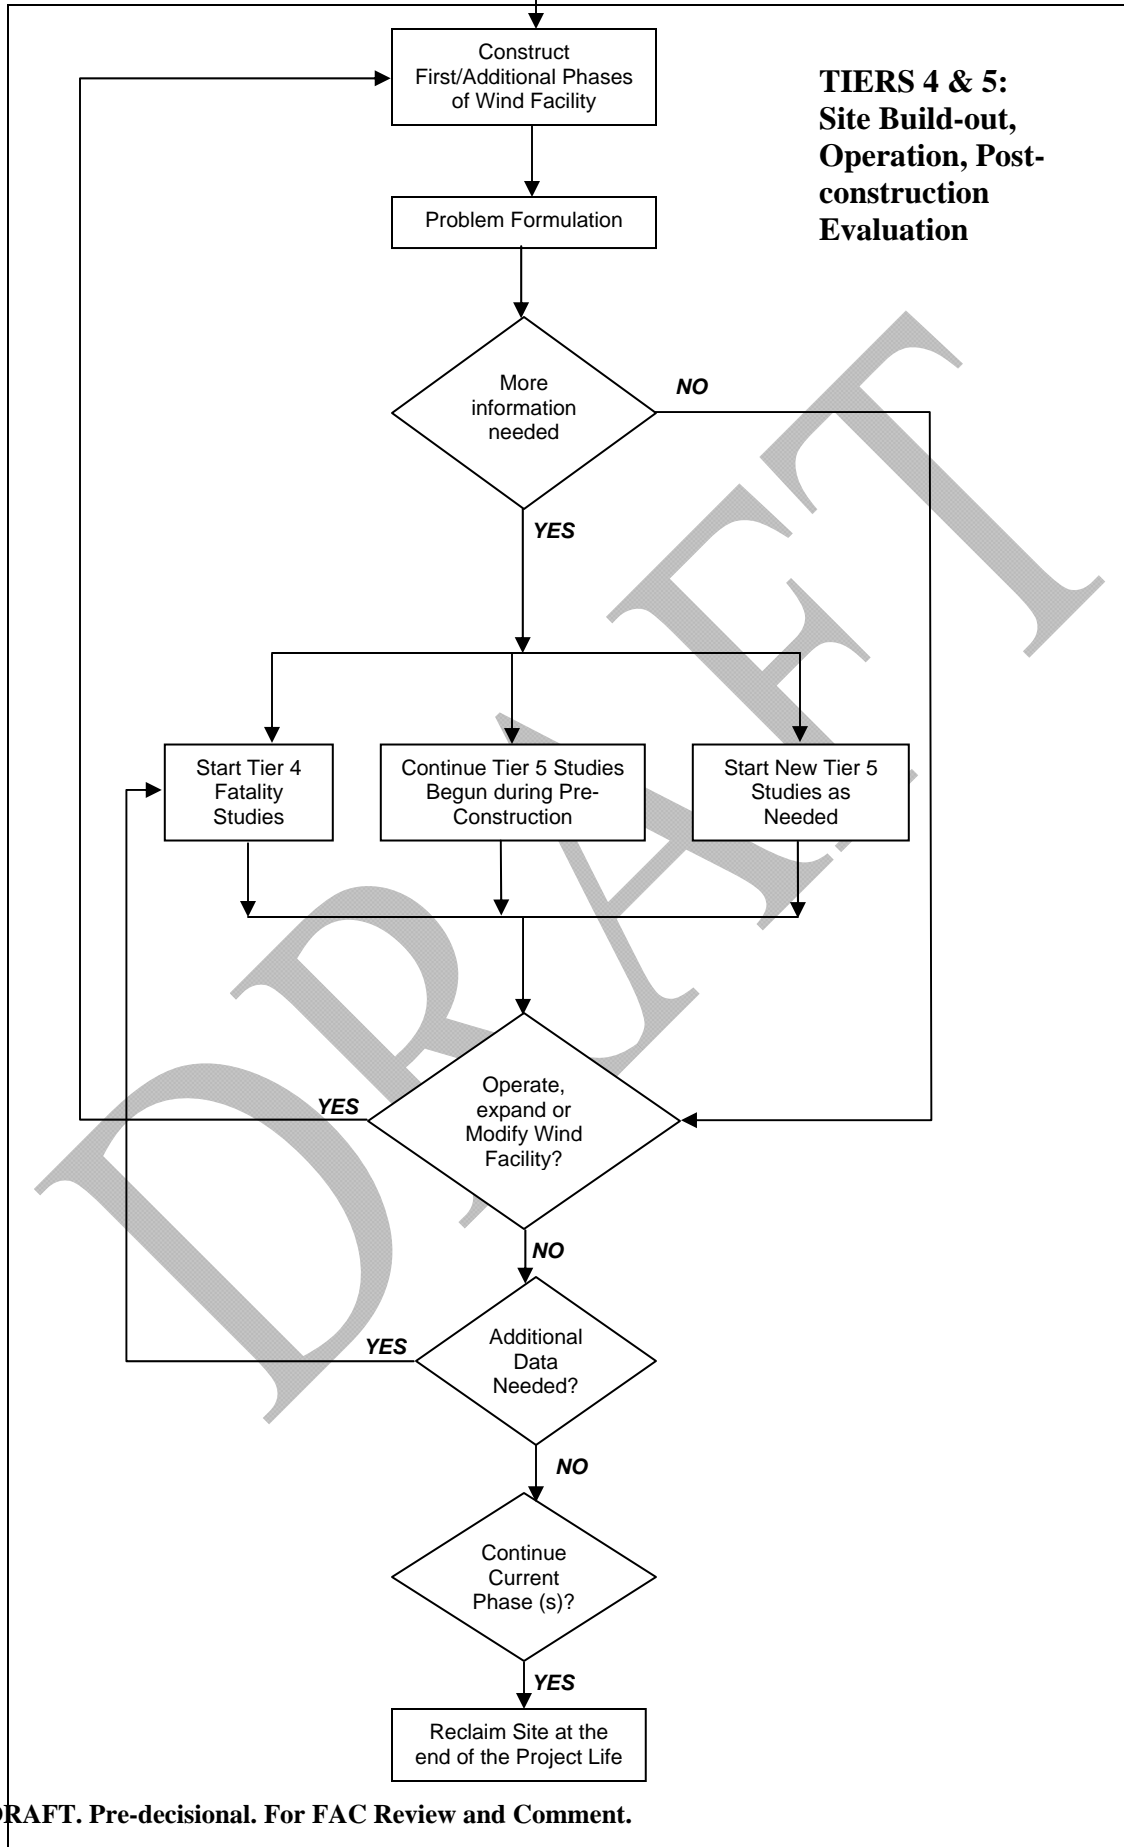 Construct
First/Additional Phases
of Wind Facility
TIERS 4 & 5:
Site Build-out,
Operation, Post-
construction
Evaluation
Problem Formulation
More
information
needed
NO
YES
Start Tier 4
Fatality
Studies
Continue Tier 5 Studies
Begun during Pre-
Construction
Start New Tier 5
Studies as
Needed
Operate,
expand or
Modify Wind
Facility?
YES
NO
Additional
Data
Needed?
YES
NO
Continue
Current
Phase (s)?
YES
Reclaim Site at the
end of the Project Life
DRAFT
DRAFT. Pre-decisional. For FAC Review and Comment.